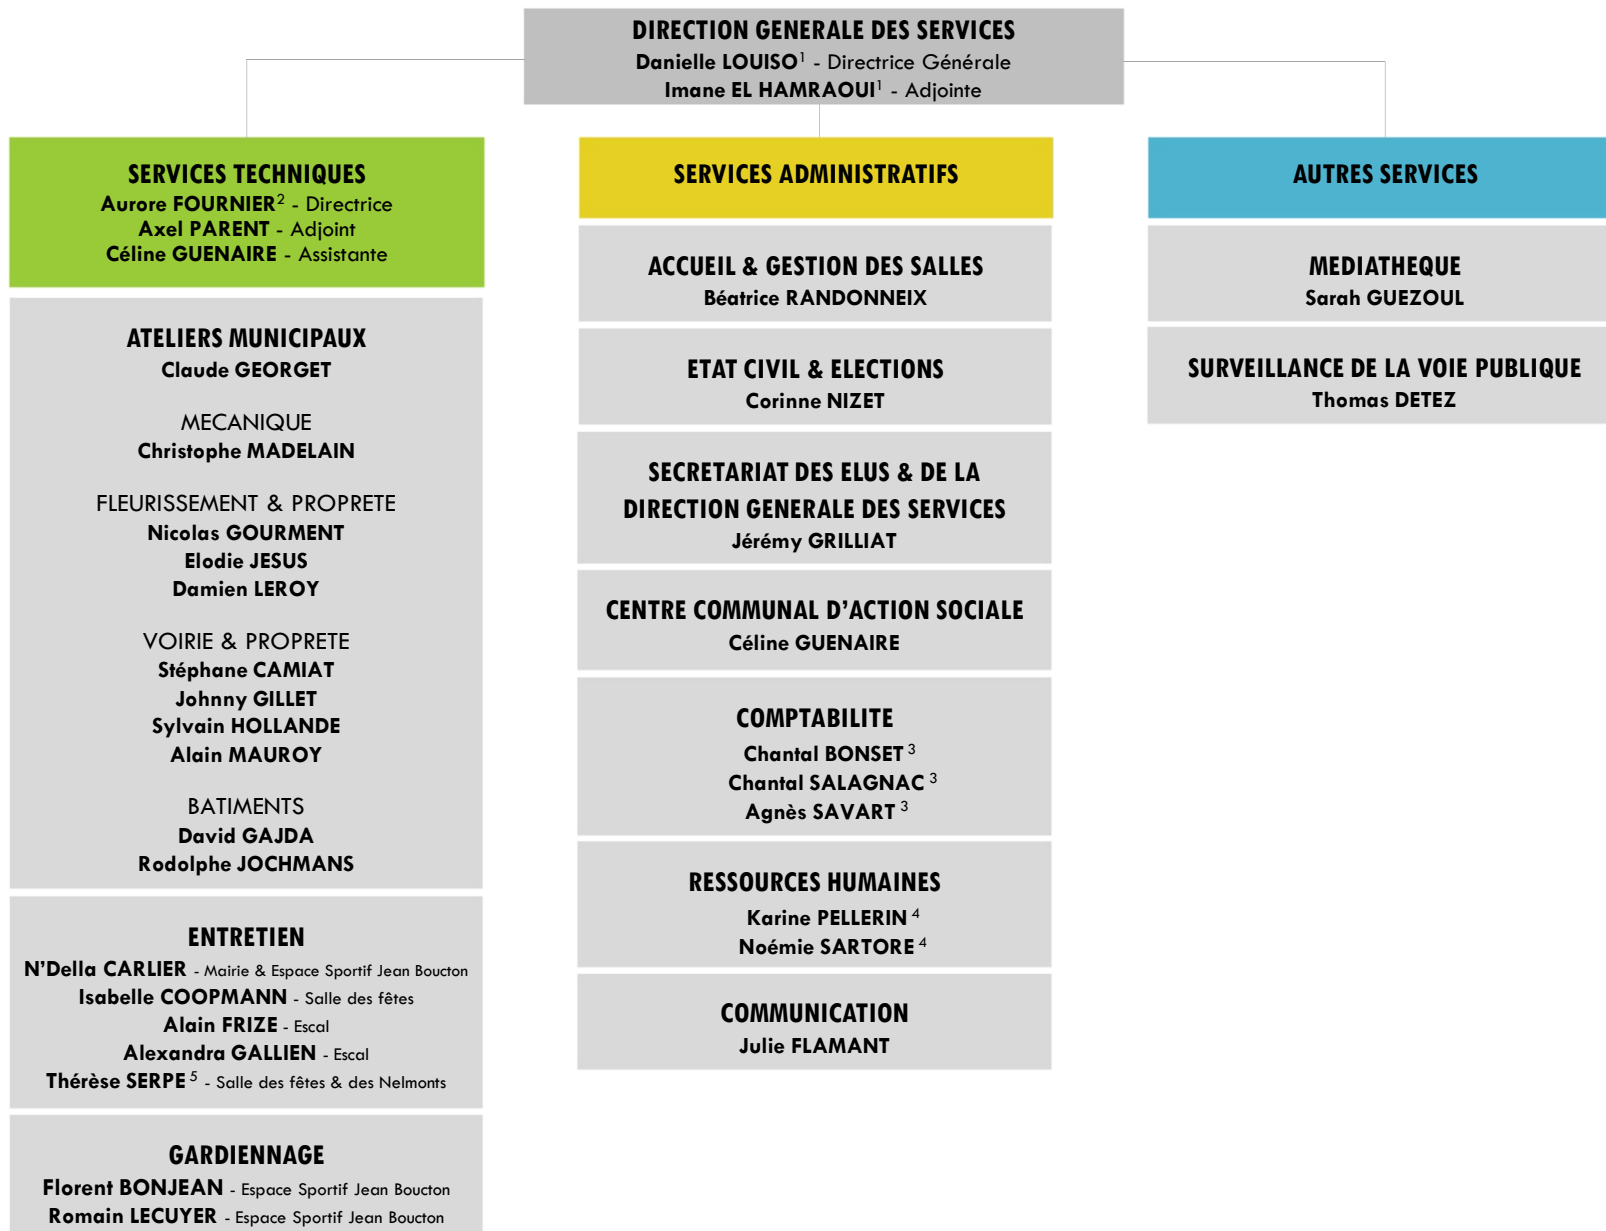 DIRECTION GENERALE DES SERVICES
Danielle LOUISO¹ - Directrice Générale
Imane EL HAMRAOUI¹ - Adjointe
SERVICES TECHNIQUES
Aurore FOURNIER² - Directrice
Axel PARENT - Adjoint
Céline GUENAIRE - Assistante
ATELIERS MUNICIPAUX
Claude GEORGET
MECANIQUE
Christophe MADELAIN
FLEURISSEMENT & PROPRETE
Nicolas GOURMENT
Elodie JESUS
Damien LEROY
VOIRIE & PROPRETE
Stéphane CAMIAT
Johnny GILLET
Sylvain HOLLANDE
Alain MAUROY
BATIMENTS
David GAJDA
Rodolphe JOCHMANS
ENTRETIEN
N’Della CARLIER - Mairie & Espace Sportif Jean Boucton
Isabelle COOPMANN - Salle des fêtes
Alain FRIZE - Escal
Alexandra GALLIEN - Escal
Thérèse SERPE ⁵ - Salle des fêtes & des Nelmonts
GARDIENNAGE
Florent BONJEAN - Espace Sportif Jean Boucton
Romain LECUYER - Espace Sportif Jean Boucton
SERVICES ADMINISTRATIFS
ACCUEIL & GESTION DES SALLES
Béatrice RANDONNEIX
ETAT CIVIL & ELECTIONS
Corinne NIZET
SECRETARIAT DES ELUS & DE LA
DIRECTION GENERALE DES SERVICES
Jérémy GRILLIAT
CENTRE COMMUNAL D’ACTION SOCIALE
Céline GUENAIRE
COMPTABILITE
Chantal BONSET ³
Chantal SALAGNAC ³
Agnès SAVART ³
RESSOURCES HUMAINES
Karine PELLERIN ⁴
Noémie SARTORE ⁴
COMMUNICATION
Julie FLAMANT
AUTRES SERVICES
MEDIATHEQUE
Sarah GUEZOUL
SURVEILLANCE DE LA VOIE PUBLIQUE
Thomas DETEZ